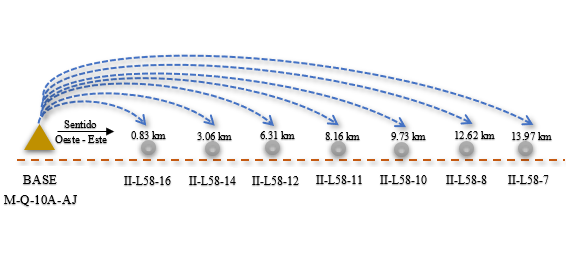 Sentido
Oeste - Este
0.83 km
3.06 km
6.31 km
8.16 km
9.73 km
12.62 km
13.97 km
BASE
M-Q-10A-AJ
II-L58-16
II-L58-14
II-L58-12
II-L58-11
II-L58-10
II-L58-8
II-L58-7